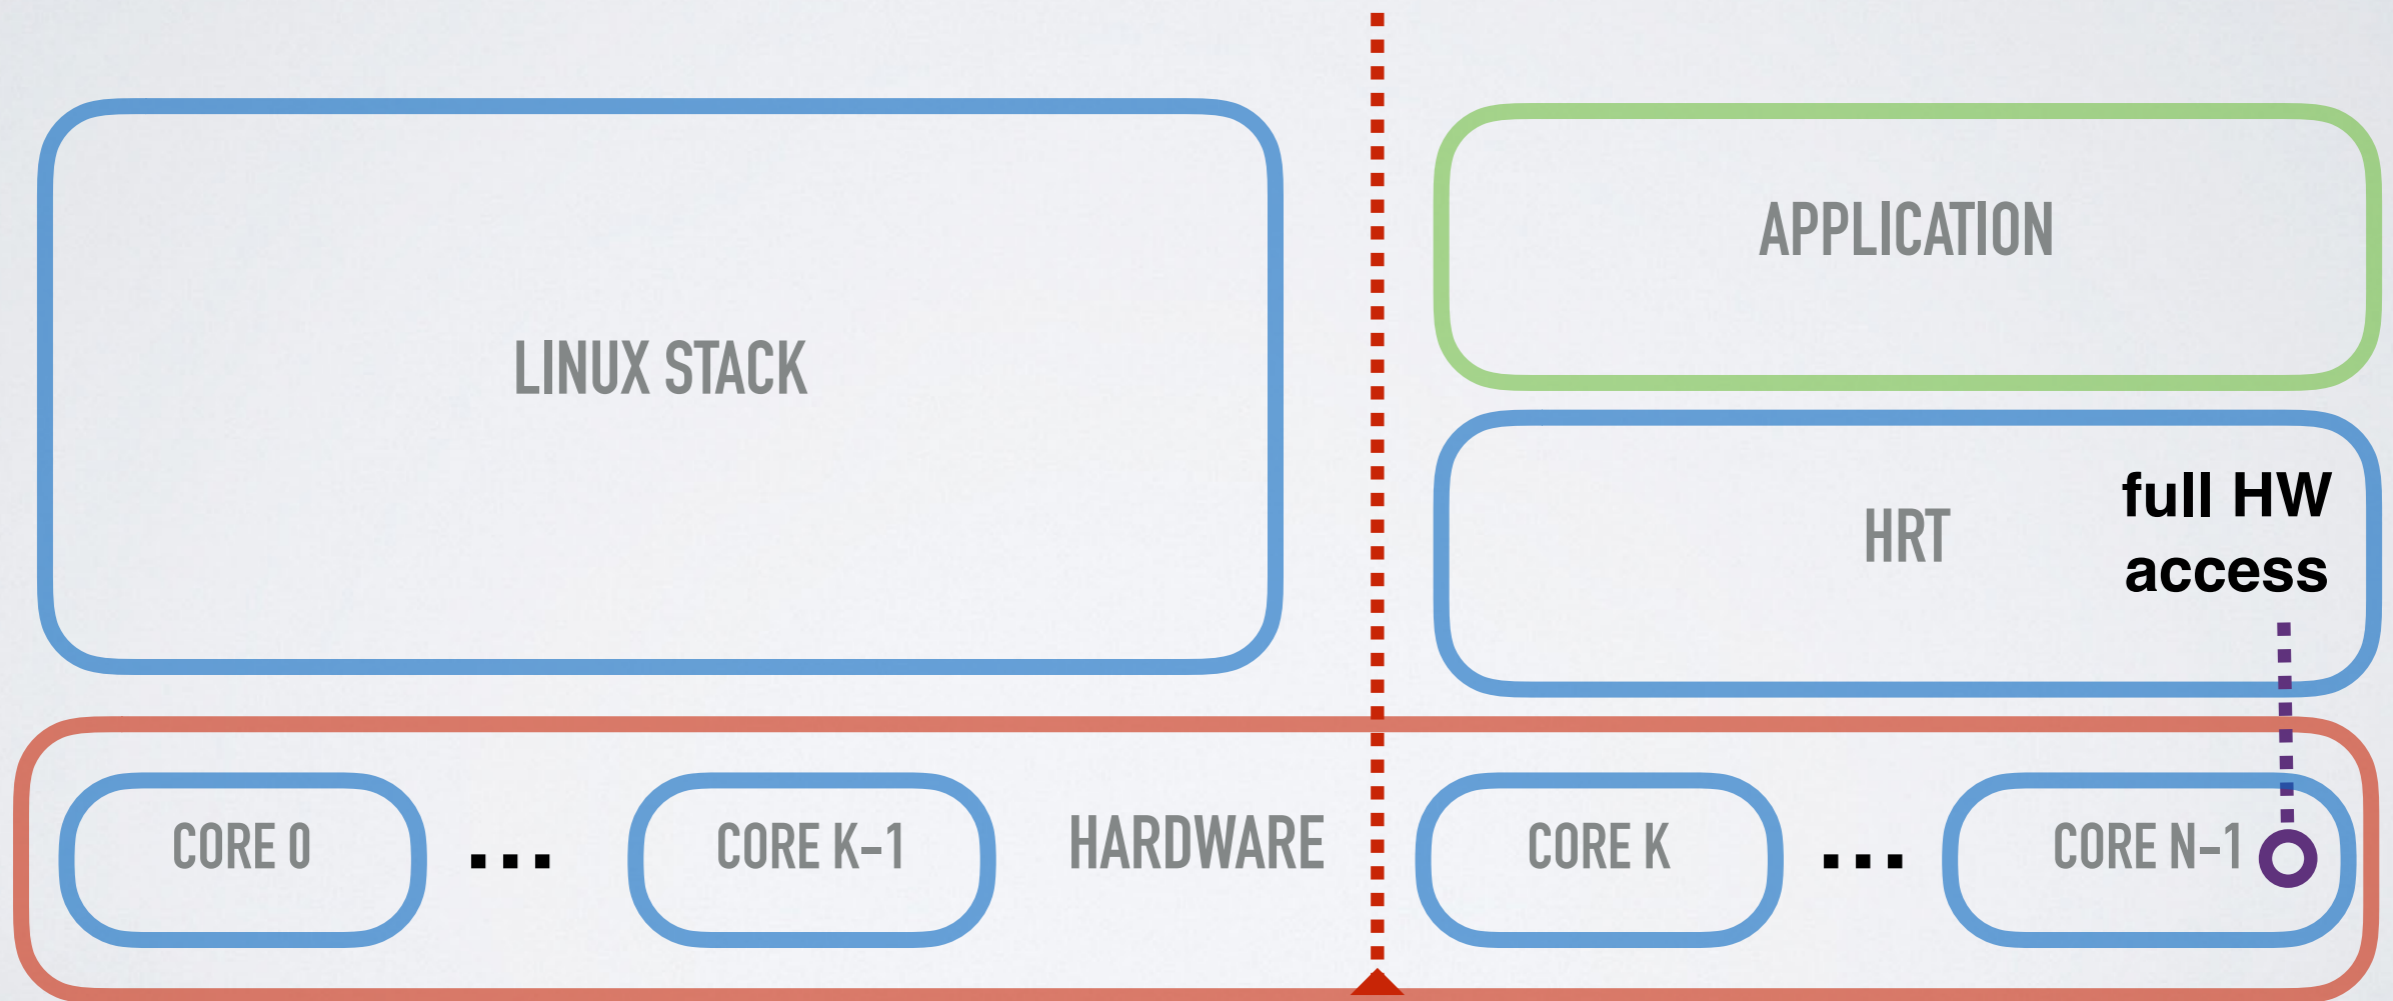 APPLICATION
LINUX STACK
HRT
full HW
access
CORE 0
...
CORE K-1
HARDWARE
CORE K
...
CORE N-1